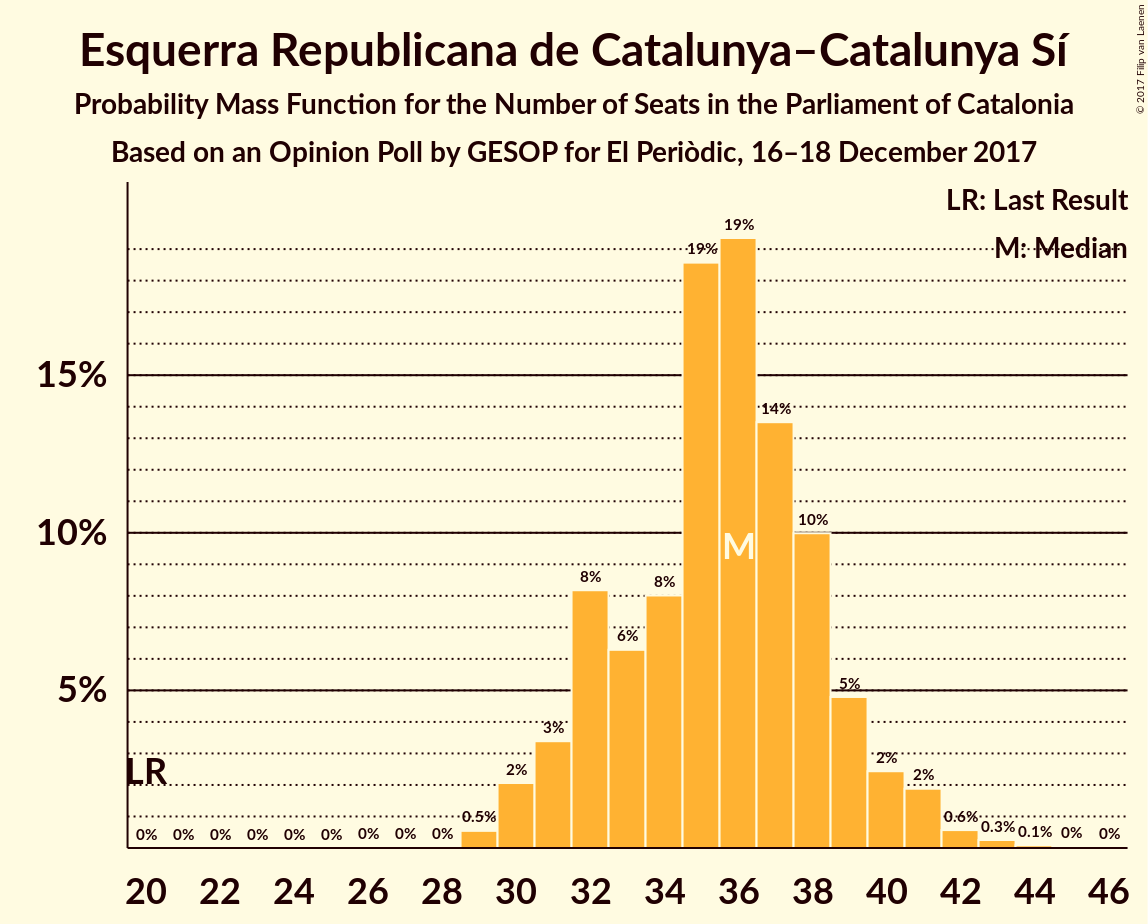 Esquerra Republicana de Catalunya–Catalunya Sí
Probability Mass Function for the Number of Seats in the Parliament of Catalonia
Based on an Opinion Poll by GESOP for El Periòdic, 16–18 December 2017
© 2017 Filip van Laenen
LR: Last Result
M: Median
15%
10%
5%
LR
M
0% 0% 0% 0% 0% 0% 0% 0% 0% 0.5% 2% 3% 8% 6% 8% 19% 19% 14% 10% 5% 2% 2% 0.6% 0.3% 0.1% 0% 0%
20 22 24 26 28 30 32 34 36 38 40 42 44 46